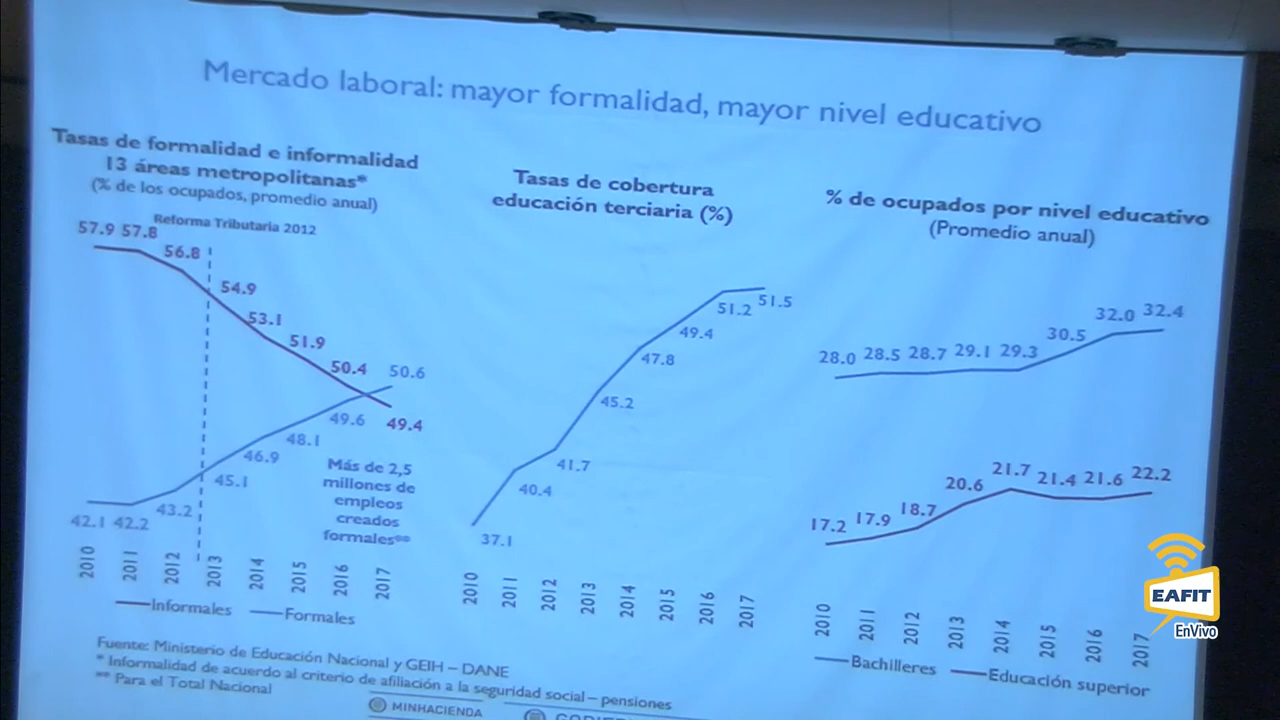 Mercado laboral: mayor formalidad, mayor nivel educativo
Tasas de formalidad e informalidad
13 áreas metropolitanas*
(% de los ocupados, promedio anual)
Reforma Tributaria 2012
57.9 57.8
56.8
54.9
53.1
51.9
50.4
50.6
49.4
49.6
48.1
46.9
45.1
43.2
42.1 42.2
Más de 2,5
millones de
empleos
creados
formales**
2010 2011 2012 2013 2014 2015 2016 2017
Informales Formales
Tasas de cobertura
educación terciaria (%)
51.2 51.5
49.4
47.8
45.2
41.7
40.4
37.1
2010 2011 2012 2013 2014 2015 2016 2017
% de ocupados por nivel educativo
(Promedio anual)
28.0 28.5 28.7 29.1 29.3 30.5 32.0 32.4
17.2 17.9 18.7 20.6 21.7 21.4 21.6 22.2
2010 2011 2012 2013 2014 2015 2016 2017
Bachilleres Educación superior
Fuente: Ministerio de Educación Nacional y GEIH – DANE
* Informalidad de acuerdo al criterio de afiliación a la seguridad social – pensiones
** Para el Total Nacional
MINHACIENDA
EAFIT
EnVivo